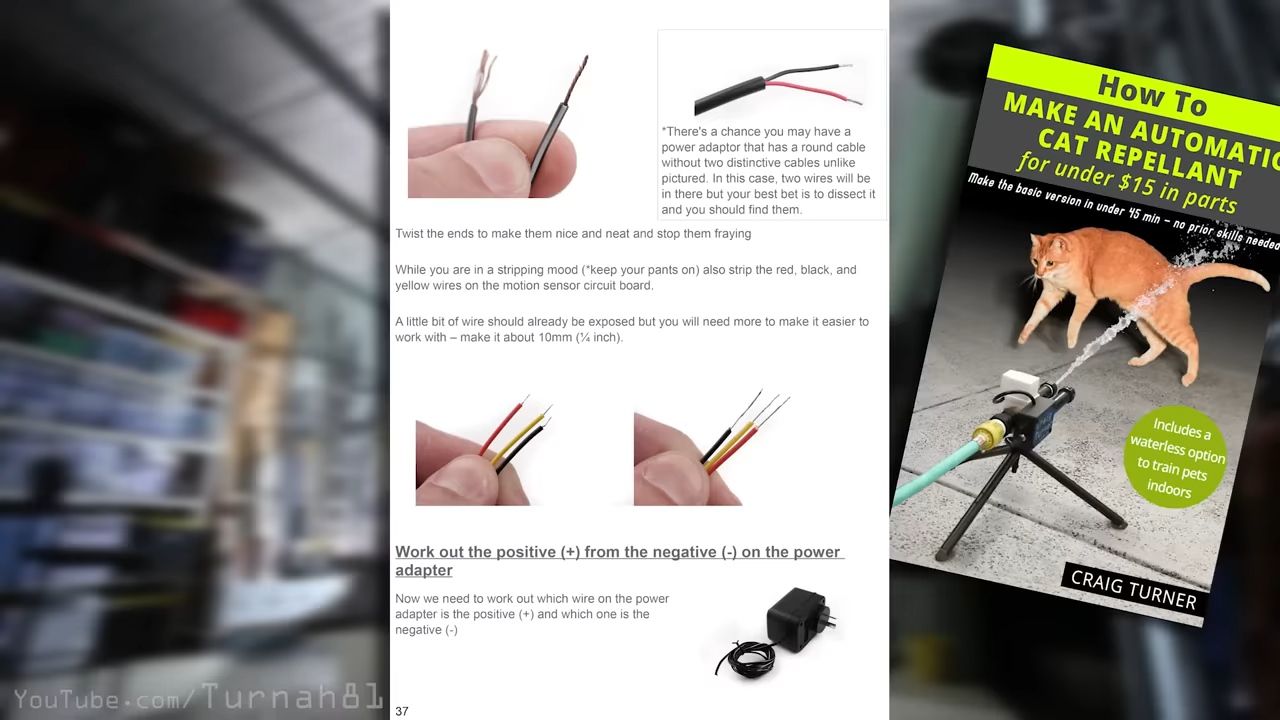 *There's a chance you may have a
power adaptor that has a round cable
without two distinctive cables unlike
pictured. In this case, two wires will be
in there but your best bet is to dissect it
and you should find them.
Twist the ends to make them nice and neat and stop them fraying
While you are in a stripping mood (*keep your pants on) also strip the red, black, and
yellow wires on the motion sensor circuit board.
A little bit of wire should already be exposed but you will need more to make it easier to
work with – make it about 10mm (¼ inch).
Work out the positive (+) from the negative (-) on the power
adapter
Now we need to work out which wire on the power
adapter is the positive (+) and which one is the
negative (-)
37
How To
MAKE AN AUTOMATIC
CAT REPELLANT
for under $15 in parts
Make the basic version in under 45 min – no prior skills needed
Includes a
waterless option
to train pets
indoors
CRAIG TURNER
YouTube.com/Turnah81